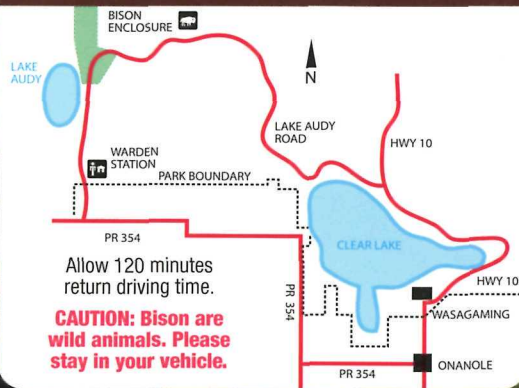 BISON
ENCLOSURE
LAKE
AUDY
N
LAKE AUDY
ROAD
HWY 10
WARDEN
STATION
PARK BOUNDARY
CLEAR LAKE
PR 354
HWY 10
Allow 120 minutes
return driving time.
PR 354
WASAGAMING
CAUTION: Bison are
wild animals. Please
stay in your vehicle.
PR 354
ONANOLE